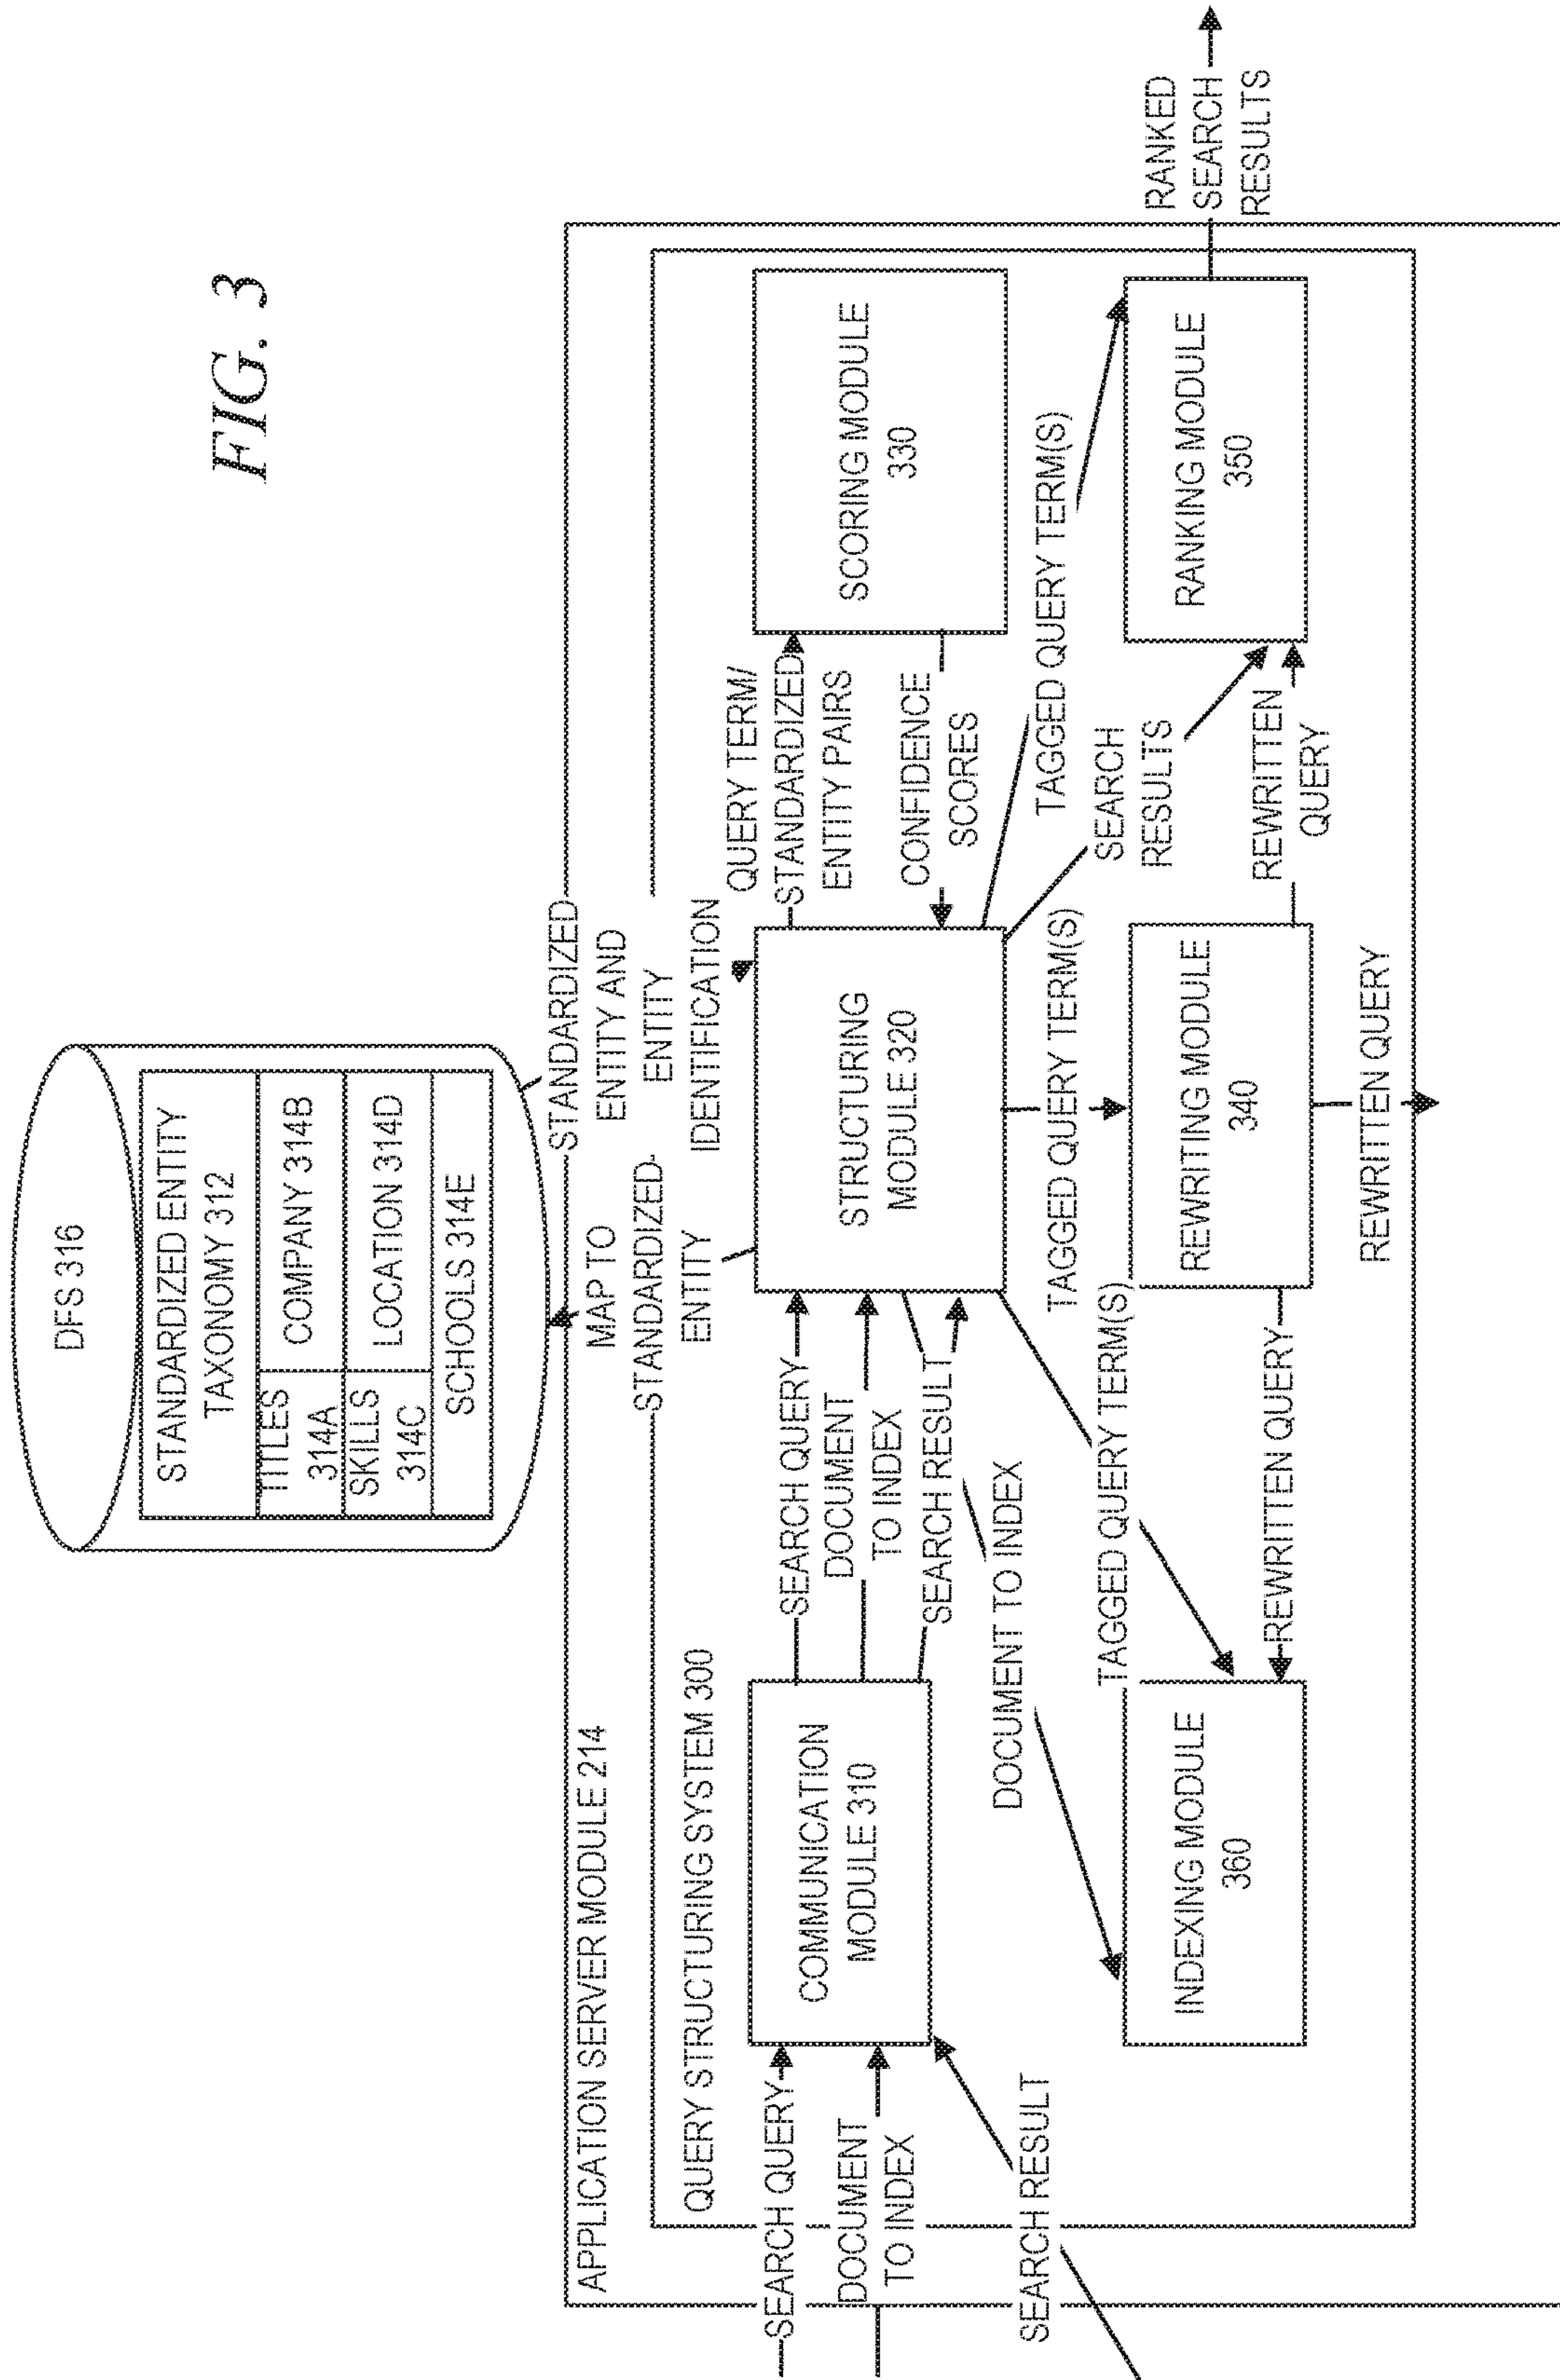 FIG. 3
DFS 316
STANDARDIZED ENTITY
TAXONOMY 312
TITLES
314A
COMPANY 314B
SKILLS
314C
LOCATION 314D
SCHOOLS 314E
APPLICATION SERVER MODULE 214
MAP TO
STANDARDIZED
ENTITY
STANDARDIZED
ENTITY AND
ENTITY
IDENTIFICATION
QUERY STRUCTURING SYSTEM 300
SEARCH QUERY
DOCUMENT
TO INDEX
SEARCH RESULT
COMMUNICATION
MODULE 310
SEARCH QUERY
DOCUMENT
TO INDEX
SEARCH RESULT
STRUCTURING
MODULE 320
QUERY TERM/
STANDARDIZED
ENTITY PAIRS
CONFIDENCE
SCORES
SCORING MODULE
330
DOCUMENT TO INDEX
TAGGED QUERY TERM(S)
TAGGED QUERY TERM(S)
TAGGED QUERY TERM(S)
SEARCH
RESULTS
INDEXING MODULE
360
REWRITTEN QUERY
REWRITING MODULE
340
REWRITTEN
QUERY
RANKING MODULE
350
RANKED
SEARCH
RESULTS
REWRITTEN QUERY